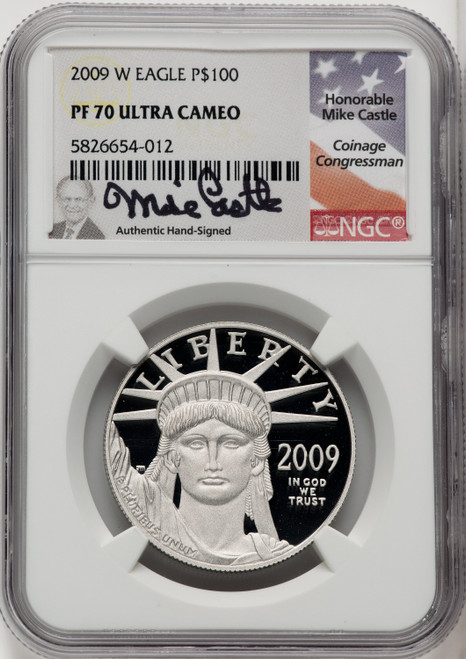 2009 W EAGLE P$100
PF 70 ULTRA CAMEO
5826654-012
Mike Castle
Authentic Hand-Signed
Honorable
Mike Castle
Coinage
Congressman
NGC®
LIBERTY
2009
IN GOD
WE
TRUST
E PLURIBUS UNUM